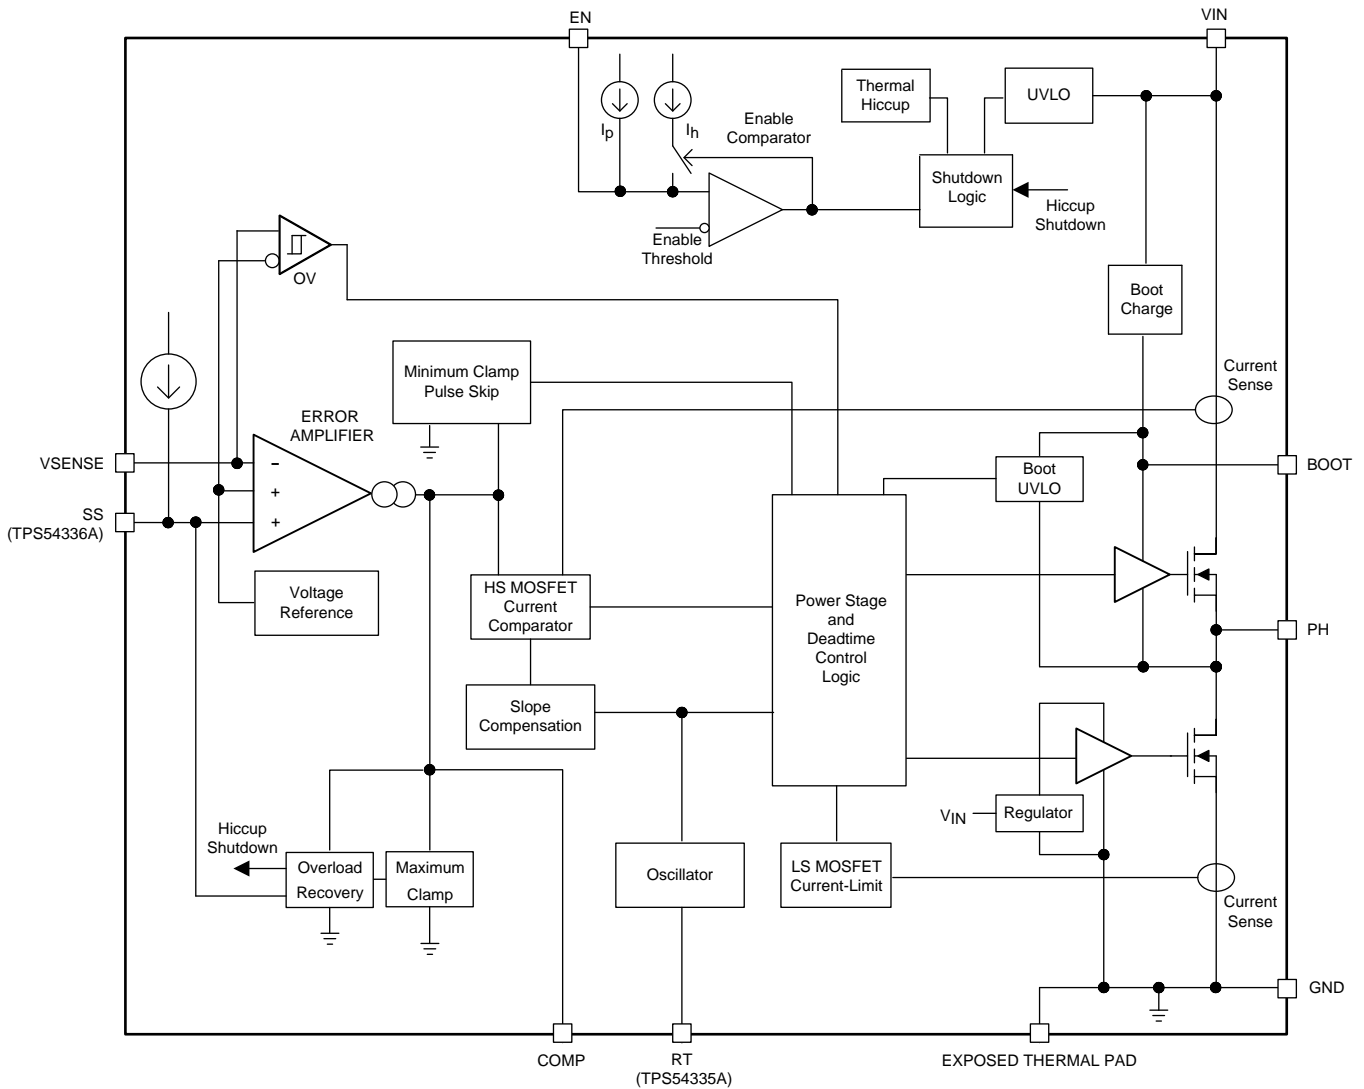 EN
VIN
Thermal
Hiccup
UVLO
Ip
Ih
Enable
Comparator
Shutdown
Logic
Hiccup
Shutdown
Enable
Threshold
OV
Boot
Charge
Minimum Clamp
Pulse Skip
Current
Sense
ERROR
AMPLIFIER
VSENSE
−
+
+
SS
(TPS54336A)
Boot
UVLO
BOOT
Voltage
Reference
HS MOSFET
Current
Comparator
Power Stage
and
Deadtime
Control
Logic
PH
Slope
Compensation
VIN
Regulator
Hiccup
Shutdown
Overload
Recovery
Maximum
Clamp
Oscillator
LS MOSFET
Current-Limit
Current
Sense
GND
COMP
RT
(TPS54335A)
EXPOSED THERMAL PAD